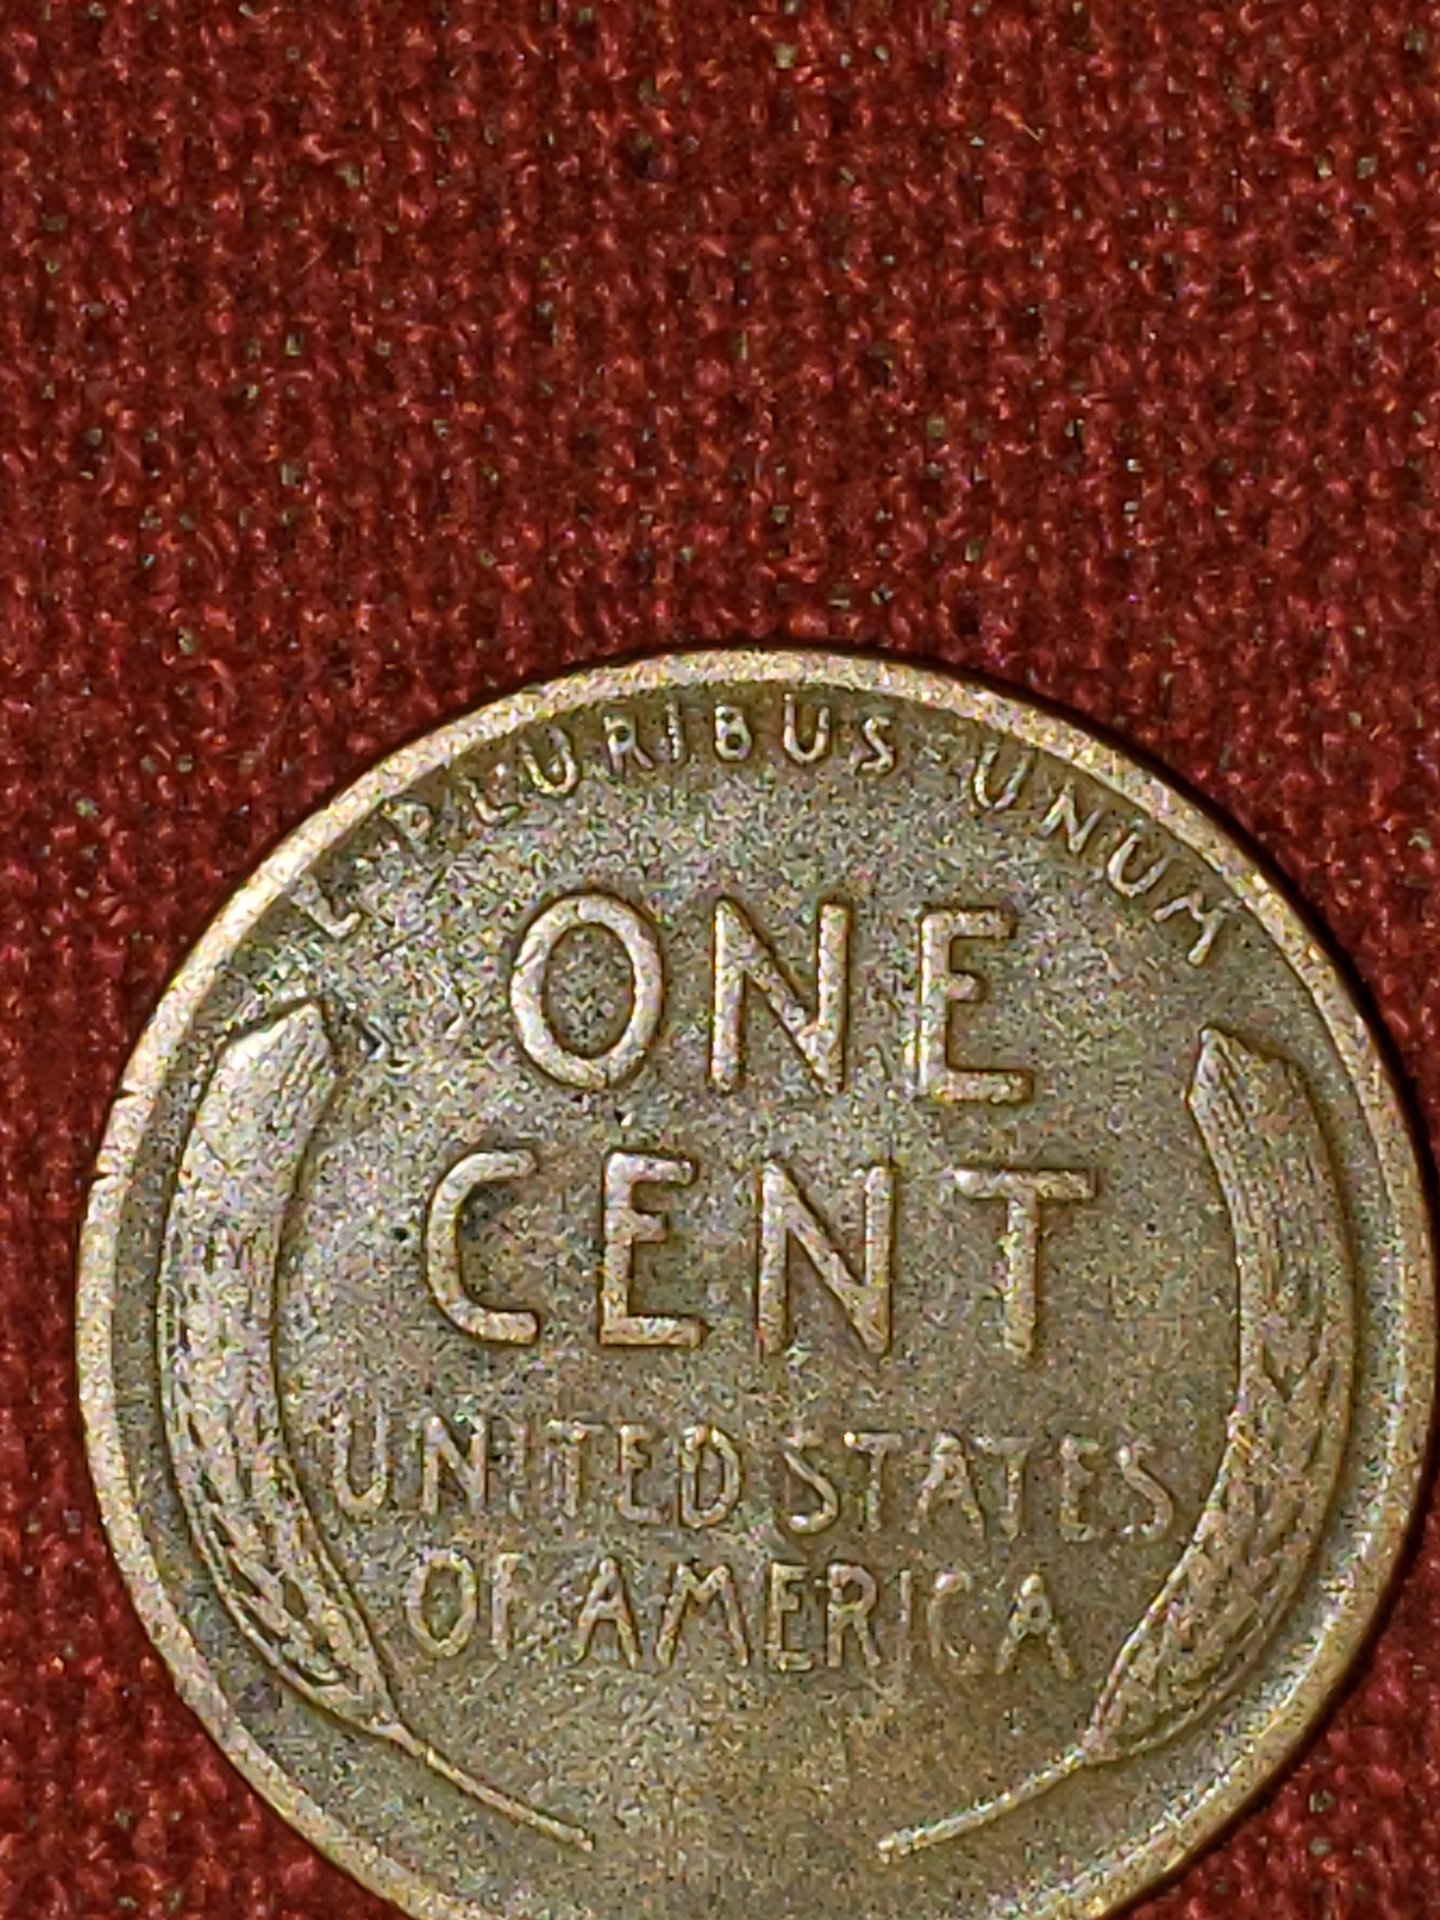 E·PLURIBUS·UNUM
ONE
CENT
UNITED STATES
OF AMERICA